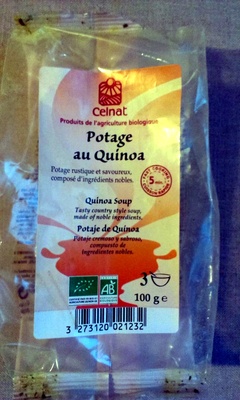 Celnat
Produits de l'agriculture biologique
Potage
au Quinoa
Potage rustique et savoureux,
composé d'ingrédients nobles.
5 min.
Quinoa Soup
Tasty country style soup,
made of noble ingredients.
Potaje de Quinoa
Potaje cremoso y sabroso,
compuesto de
ingredientes nobles.
AB
3
100 g e
3 273120 021232